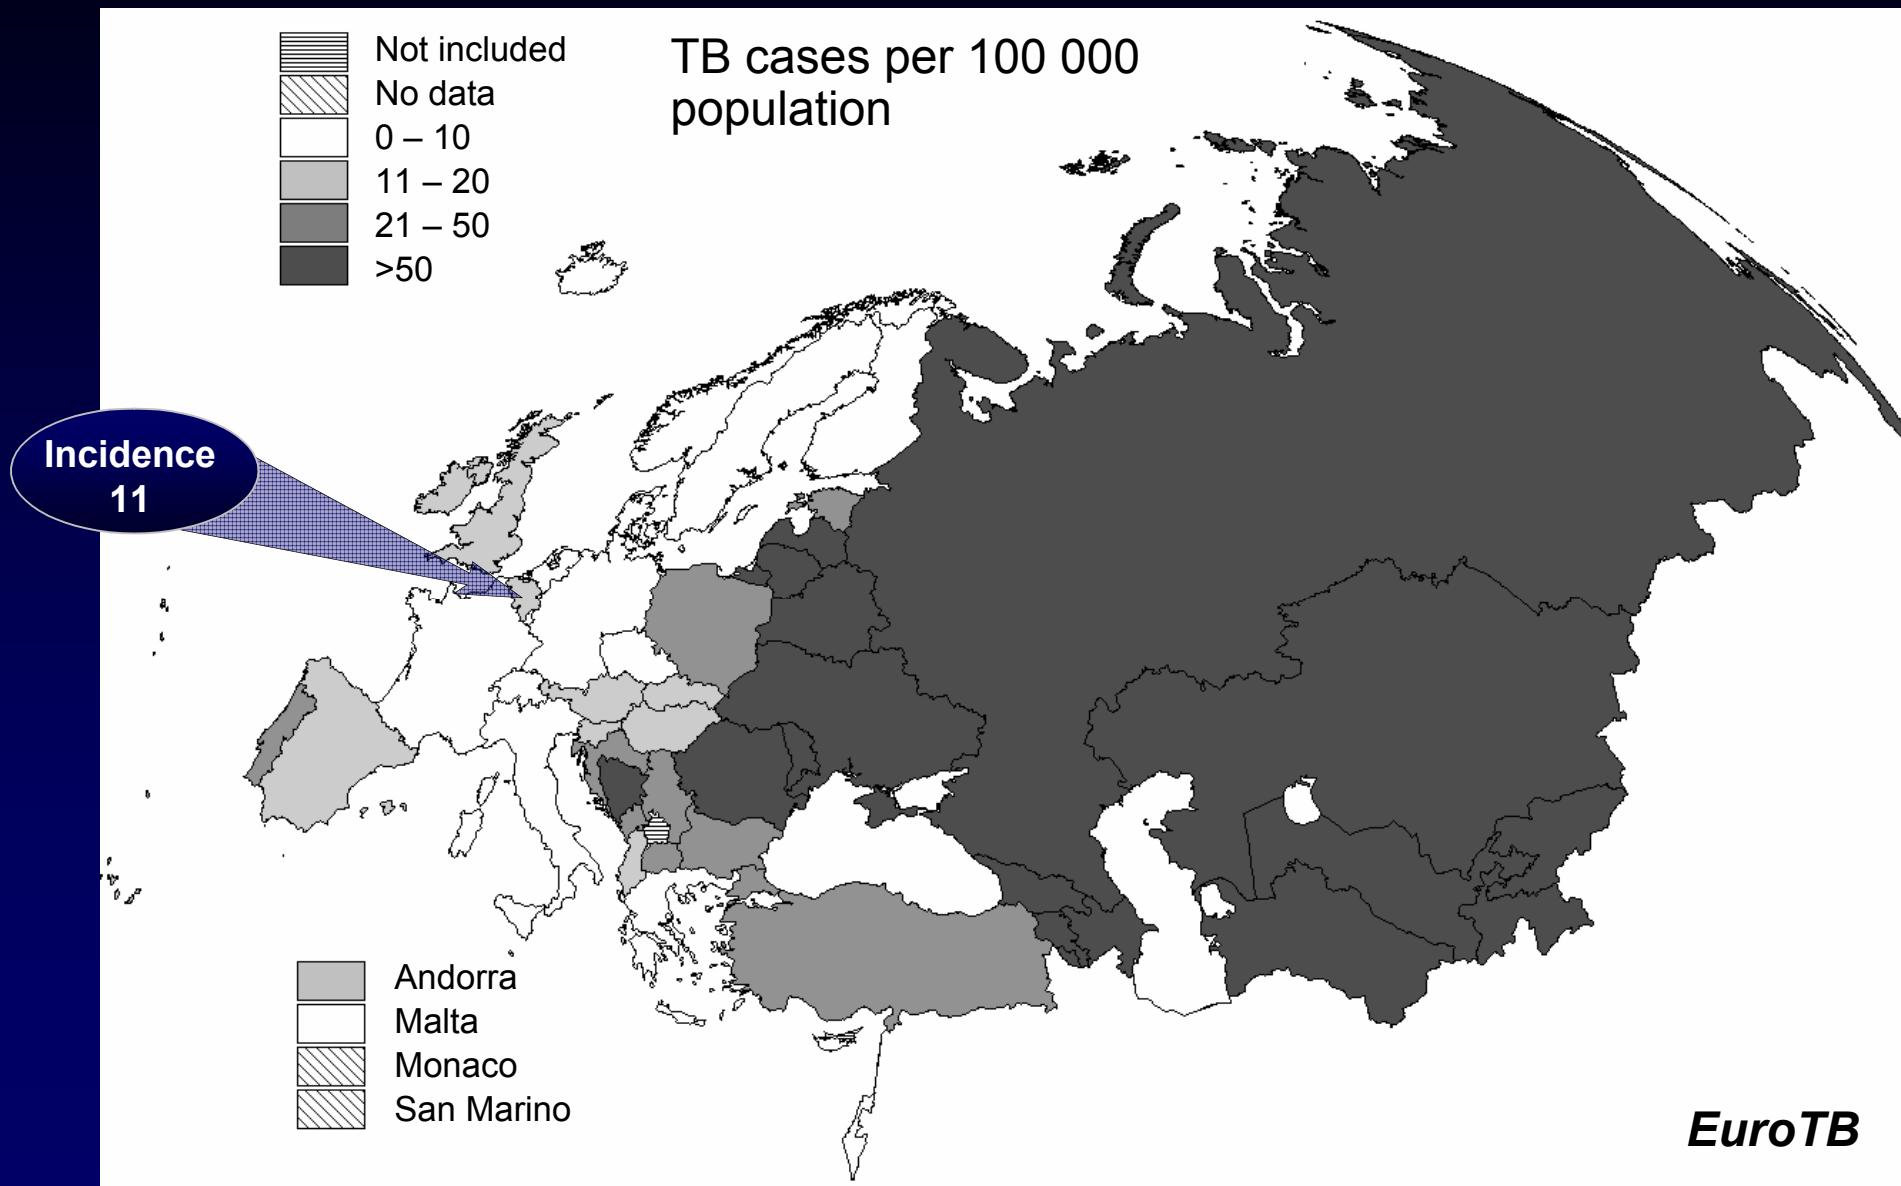 Not included
No data
0 – 10
11 – 20
21 – 50
>50
TB cases per 100 000
population
Incidence
11
Andorra
Malta
Monaco
San Marino
EuroTB